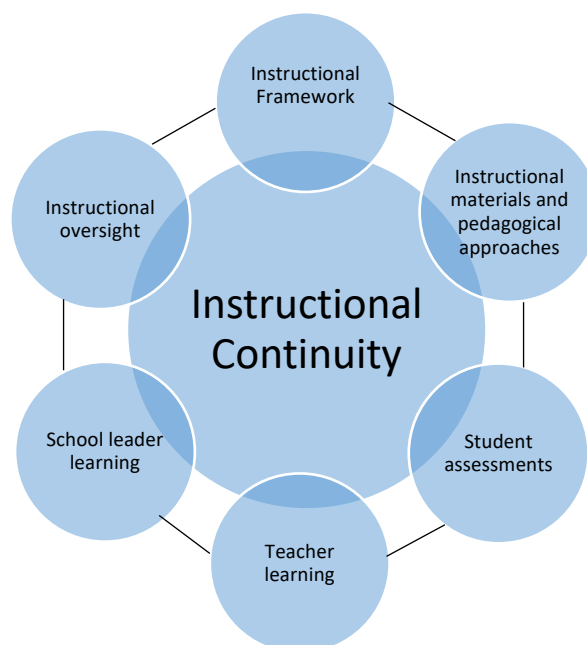 Instructional
Framework
Instructional
materials and
pedagogical
approaches
Instructional
oversight
Instructional
Continuity
School leader
learning
Student
assessments
Teacher
learning